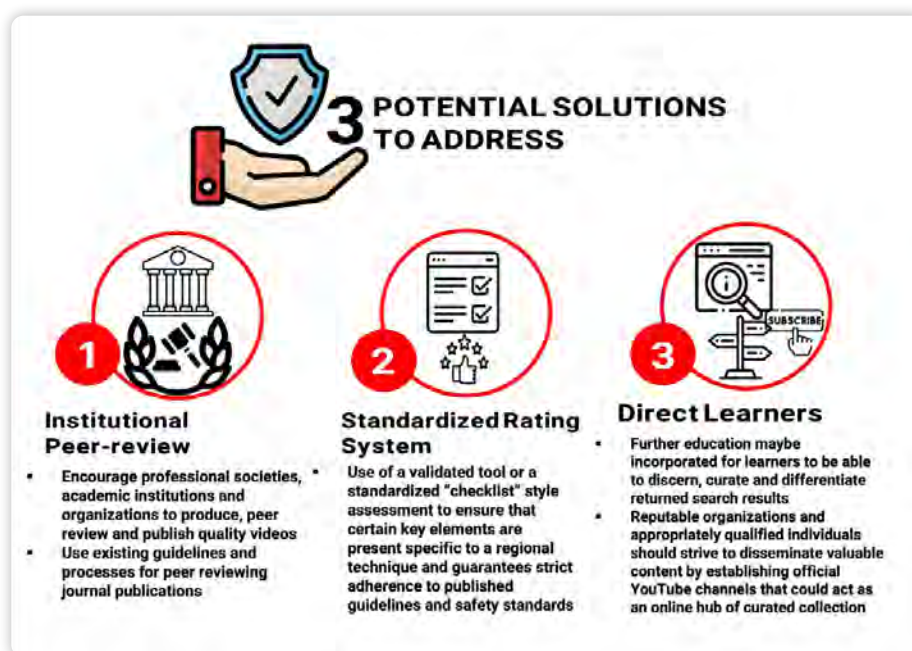 3 POTENTIAL SOLUTIONS
TO ADDRESS
1
Institutional
Peer-review
▪ Encourage professional societies,
academic institutions and
organizations to produce, peer
review and publish quality videos
▪ Use existing guidelines and
processes for peer reviewing
journal publications
2
Standardized Rating
System
▪ Use of a validated tool or a
standardized "checklist" style
assessment to ensure that
certain key elements are
present specific to a regional
technique and guarantees strict
adherence to published
guidelines and safety standards
SUBSCRIBE
3
Direct Learners
▪ Further education maybe
incorporated for learners to be able
to discern, curate and differentiate
returned search results
▪ Reputable organizations and
appropriately qualified individuals
should strive to disseminate valuable
content by establishing official
YouTube channels that could act as
an online hub of curated collection